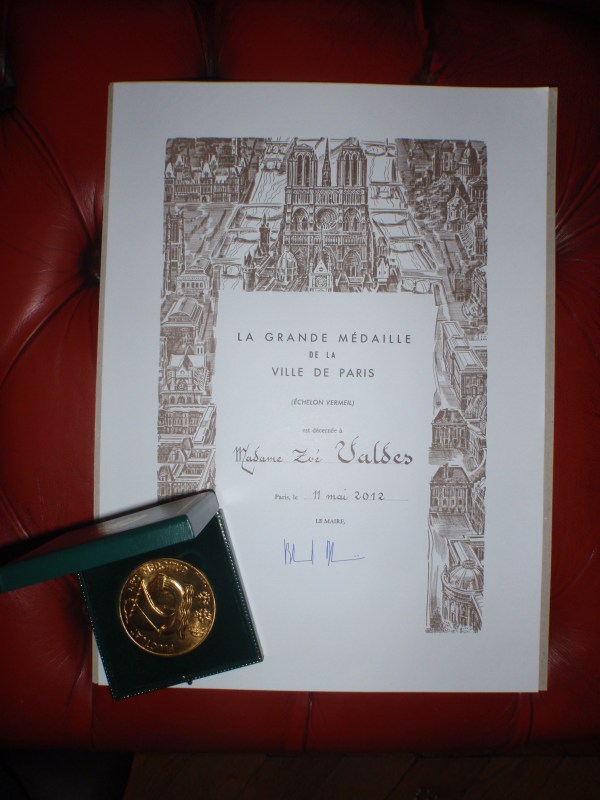 LA GRANDE MÉDAILLE
DE LA
VILLE DE PARIS
(ÉCHELON VERMEIL)
est décernée à
Madame Zoé Valdes
Paris, le 11 mai 2012
LE MAIRE,